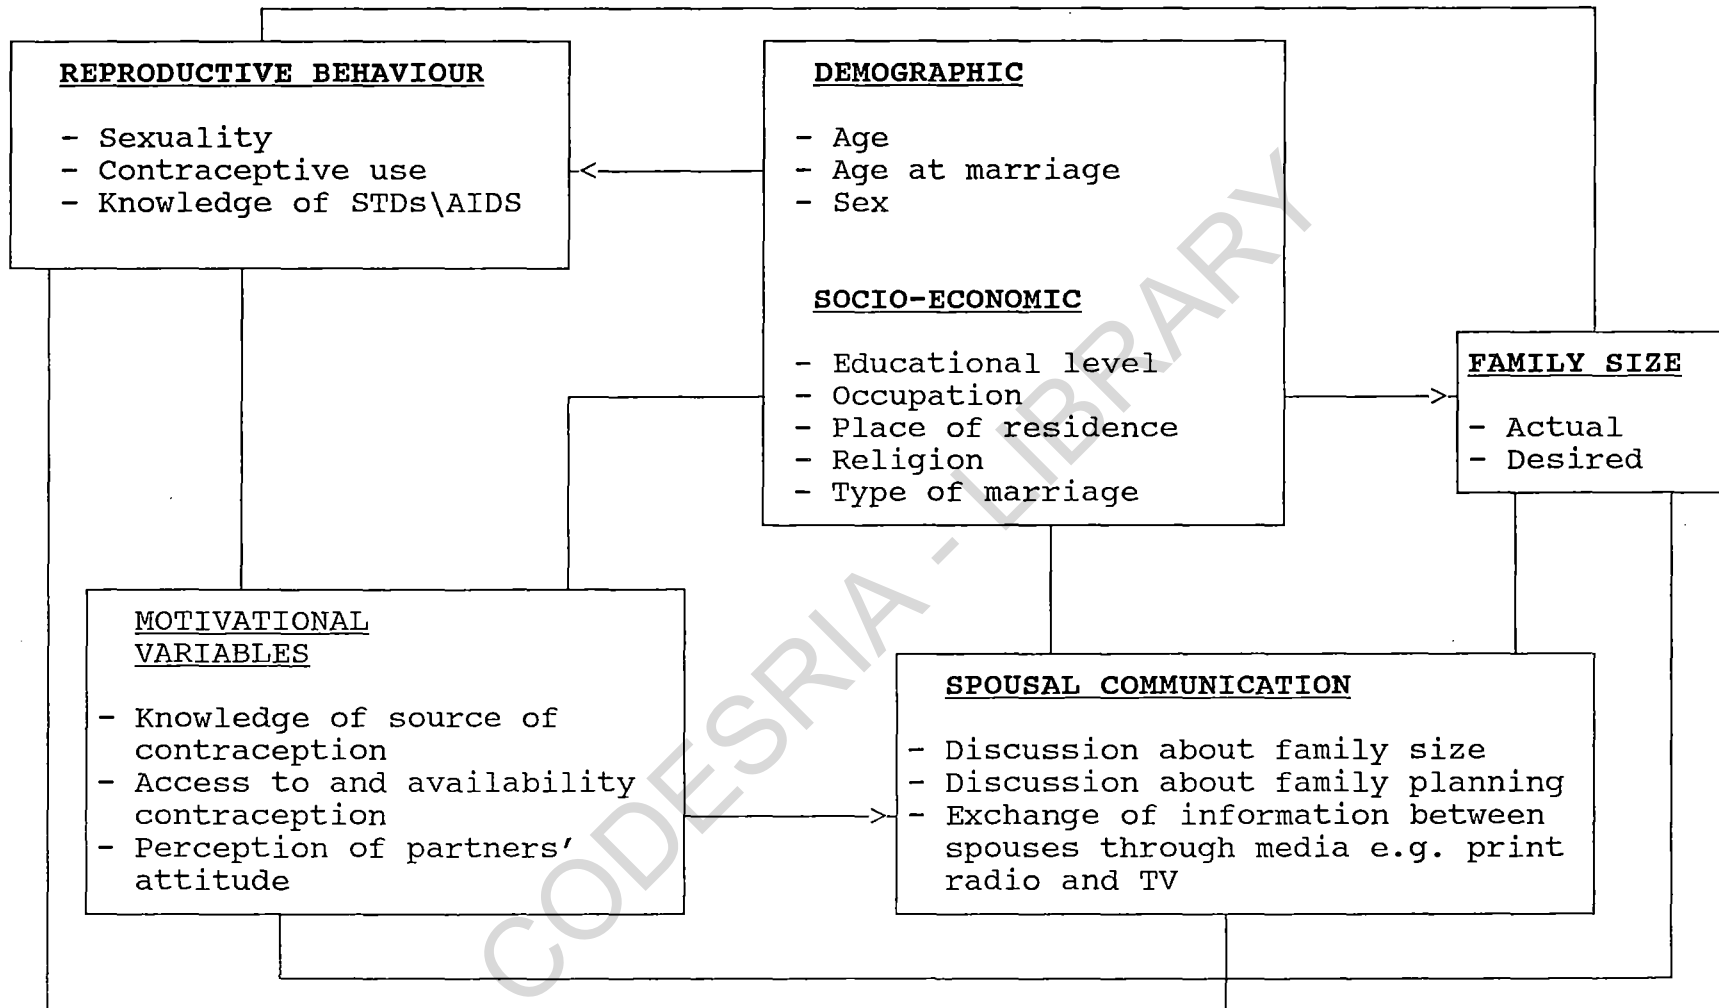 REPRODUCTIVE BEHAVIOUR
- Sexuality
- Contraceptive use
- Knowledge of STDs\AIDS
DEMOGRAPHIC
- Age
- Age at marriage
- Sex
SOCIO-ECONOMIC
- Educational level
- Occupation
- Place of residence
- Religion
- Type of marriage
FAMILY SIZE
- Actual
- Desired
MOTIVATIONAL
VARIABLES
- Knowledge of source of
contraception
- Access to and availability
contraception
- Perception of partners'
attitude
SPOUSAL COMMUNICATION
- Discussion about family size
- Discussion about family planning
- Exchange of information between
spouses through media e.g. print
radio and TV
CODESRIA - LIBRARY